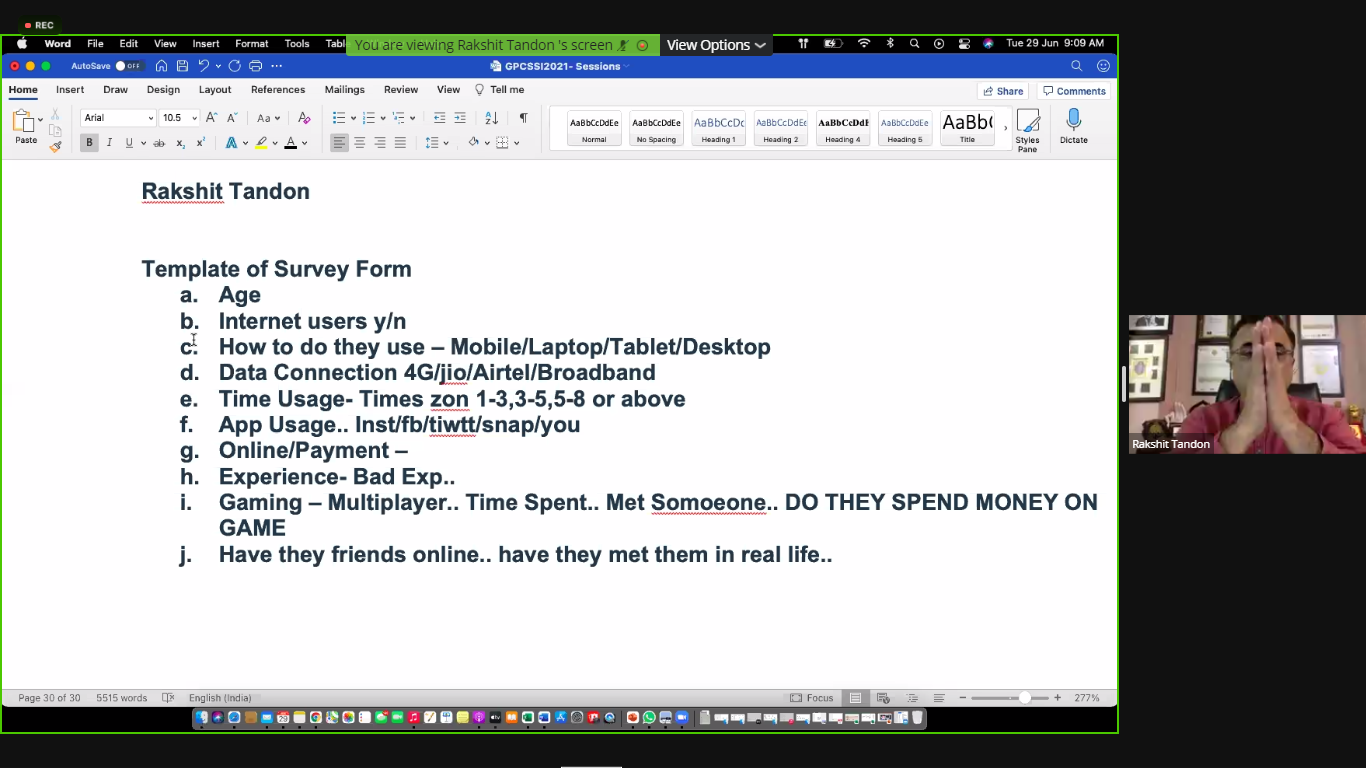 REC
Word File Edit View Insert Format Tools Tabl
You are viewing Rakshit Tandon 's screen
View Options
Tue 29 Jun 9:09 AM
AutoSave OFF
GPCSSI2021- Sessions
Home Insert Draw Design Layout References Mailings Review View Tell me
Share Comments
Paste
Arial 10.5
AaBbCcDdEe Normal
AaBbCcDdEe No Spacing
AaBbCcDc Heading 1
AaBbCcDdEe Heading 2
AaBbCcDdE Heading 4
AaBbCcDdEe Heading 5
AaBb( Title
Styles Pane
Dictate
Rakshit Tandon
Template of Survey Form
a. Age
b. Internet users y/n
c. How to do they use – Mobile/Laptop/Tablet/Desktop
d. Data Connection 4G/jio/Airtel/Broadband
e. Time Usage- Times zon 1-3,3-5,5-8 or above
f. App Usage.. Inst/fb/tiwtt/snap/you
g. Online/Payment –
h. Experience- Bad Exp..
i. Gaming – Multiplayer.. Time Spent.. Met Somoeone.. DO THEY SPEND MONEY ON
GAME
j. Have they friends online.. have they met them in real life..
Rakshit Tandon
Page 30 of 30 5515 words English (India) Focus 277%